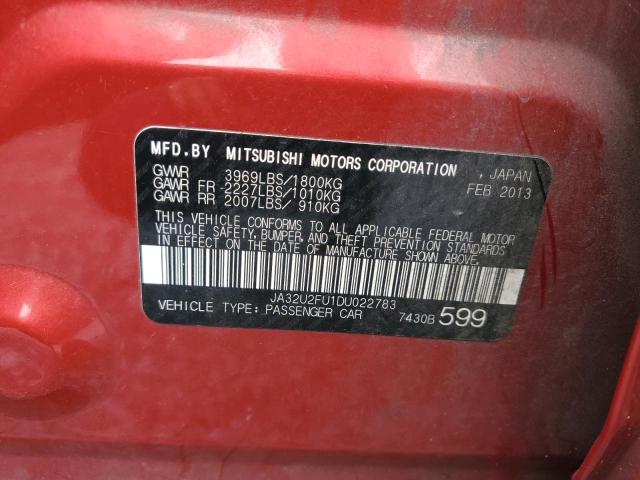 MFD.BY MITSUBISHI MOTORS CORPORATION , JAPAN
GVWR 3969LBS/1800KG FEB 2013
GAWR FR 2227LBS/1010KG
GAWR RR 2007LBS/ 910KG
THIS VEHICLE CONFORMS TO ALL APPLICABLE FEDERAL MOTOR
VEHICLE SAFETY, BUMPER, AND THEFT PREVENTION STANDARDS
IN EFFECT ON THE DATE OF MANUFACTURE SHOWN ABOVE.
JA32U2FU1DU022783
VEHICLE TYPE: PASSENGER CAR 7430B 599